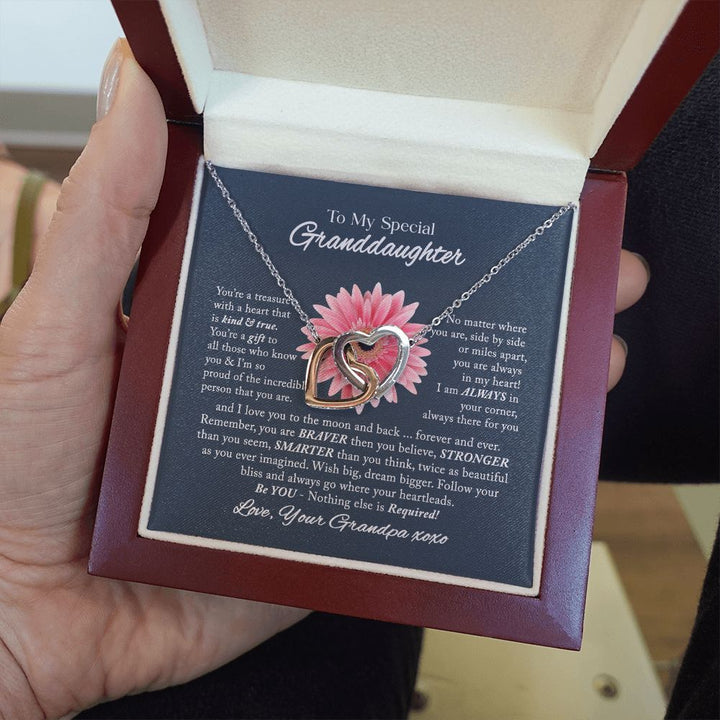 To My Special
Granddaughter
You're a treasure
with a heart that
is kind & true.
You're a gift to
all those who know
you & I'm so
proud of the incredibl
person that you are.
No matter where
you are, side by side
or miles apart,
you are always
in my heart!
I am ALWAYS in
your corner,
always there for you
and I love you to the moon and back ... forever and ever.
Remember, you are BRAVER then you believe, STRONGER
than you seem, SMARTER than you think, twice as beautiful
as you ever imagined. Wish big, dream bigger. Follow your
bliss and always go where your heartleads.
Be YOU - Nothing else is Required!
Love, Your Grandpa xoxo